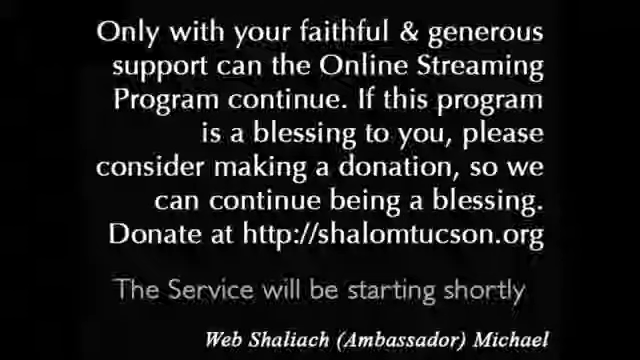 Only with your faithful & generous
support can the Online Streaming
Program continue. If this program
is a blessing to you, please
consider making a donation, so we
can continue being a blessing.
Donate at http://shalomtucson.org
The Service will be starting shortly
Web Shaliach (Ambassador) Michael